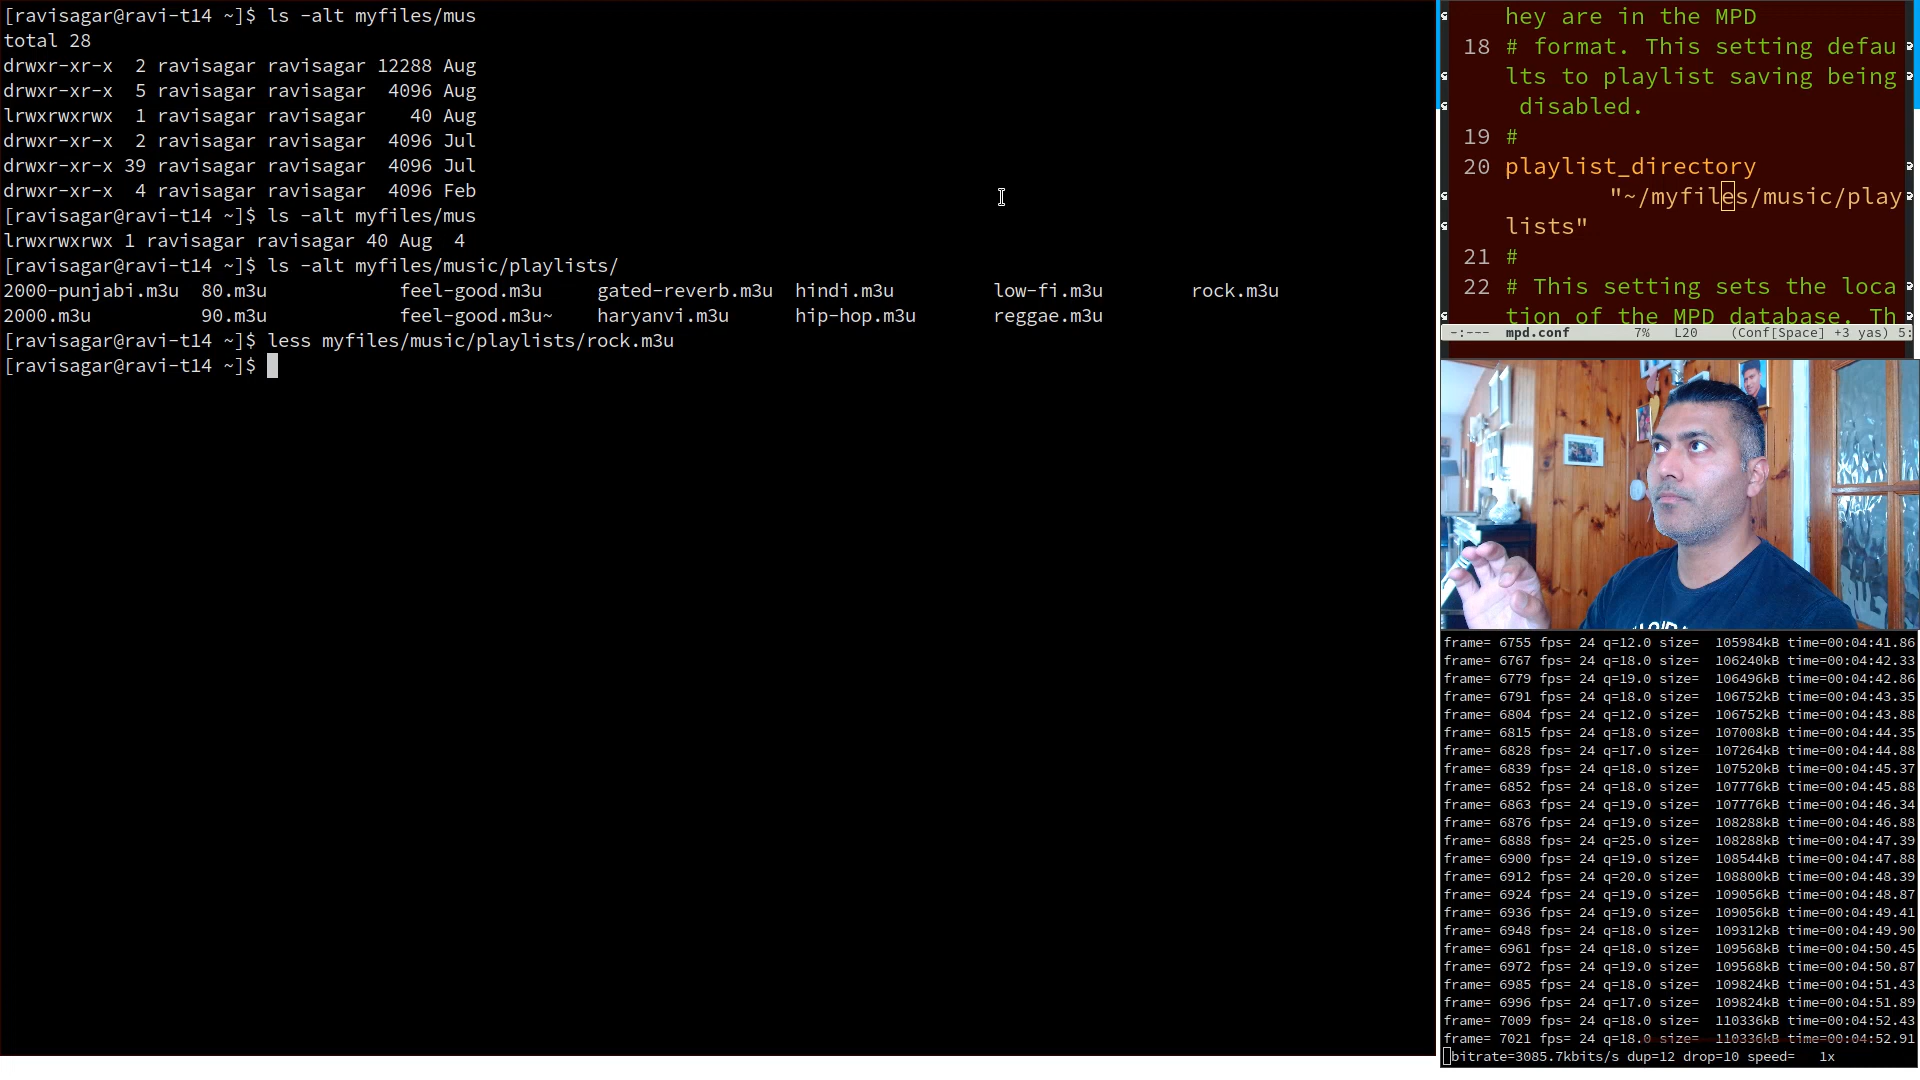 [ravisagar@ravi-t14 ~]$ ls -alt myfiles/mus
total 28
drwxr-xr-x  2 ravisagar ravisagar 12288 Aug
drwxr-xr-x  5 ravisagar ravisagar  4096 Aug
lrwxrwxrwx  1 ravisagar ravisagar    40 Aug
drwxr-xr-x  2 ravisagar ravisagar  4096 Jul
drwxr-xr-x 39 ravisagar ravisagar  4096 Jul
drwxr-xr-x  4 ravisagar ravisagar  4096 Feb
[ravisagar@ravi-t14 ~]$ ls -alt myfiles/mus
lrwxrwxrwx 1 ravisagar ravisagar 40 Aug  4
[ravisagar@ravi-t14 ~]$ ls -alt myfiles/music/playlists/
2000-punjabi.m3u  80.m3u            feel-good.m3u     gated-reverb.m3u  hindi.m3u         low-fi.m3u        rock.m3u
2000.m3u          90.m3u            feel-good.m3u~    haryanvi.m3u      hip-hop.m3u       reggae.m3u
[ravisagar@ravi-t14 ~]$ less myfiles/music/playlists/rock.m3u
[ravisagar@ravi-t14 ~]$
hey are in the MPD
18 # format. This setting defau
lts to playlist saving being
disabled.
19 #
20 playlist_directory
"~/myfiles/music/play
lists"
21 #
22 # This setting sets the loca
tion of the MPD database. Th
-:---  mpd.conf        7%   L20    (Conf[Space] +3 yas) 5:
frame= 6755 fps= 24 q=12.0 size=  105984kB time=00:04:41.86
frame= 6767 fps= 24 q=18.0 size=  106240kB time=00:04:42.33
frame= 6779 fps= 24 q=19.0 size=  106496kB time=00:04:42.86
frame= 6791 fps= 24 q=18.0 size=  106752kB time=00:04:43.35
frame= 6804 fps= 24 q=12.0 size=  106752kB time=00:04:43.88
frame= 6815 fps= 24 q=18.0 size=  107008kB time=00:04:44.35
frame= 6828 fps= 24 q=17.0 size=  107264kB time=00:04:44.88
frame= 6839 fps= 24 q=18.0 size=  107520kB time=00:04:45.37
frame= 6852 fps= 24 q=18.0 size=  107776kB time=00:04:45.88
frame= 6863 fps= 24 q=19.0 size=  107776kB time=00:04:46.34
frame= 6876 fps= 24 q=19.0 size=  108288kB time=00:04:46.88
frame= 6888 fps= 24 q=25.0 size=  108288kB time=00:04:47.39
frame= 6900 fps= 24 q=19.0 size=  108544kB time=00:04:47.88
frame= 6912 fps= 24 q=20.0 size=  108800kB time=00:04:48.39
frame= 6924 fps= 24 q=19.0 size=  109056kB time=00:04:48.87
frame= 6936 fps= 24 q=19.0 size=  109056kB time=00:04:49.41
frame= 6948 fps= 24 q=18.0 size=  109312kB time=00:04:49.90
frame= 6961 fps= 24 q=18.0 size=  109568kB time=00:04:50.45
frame= 6972 fps= 24 q=19.0 size=  109568kB time=00:04:50.87
frame= 6985 fps= 24 q=18.0 size=  109824kB time=00:04:51.43
frame= 6996 fps= 24 q=17.0 size=  109824kB time=00:04:51.89
frame= 7009 fps= 24 q=18.0 size=  110336kB time=00:04:52.43
frame= 7021 fps= 24 q=18.0 size=  110336kB time=00:04:52.91
bitrate=3085.7kbits/s dup=12 drop=10 speed=   1x